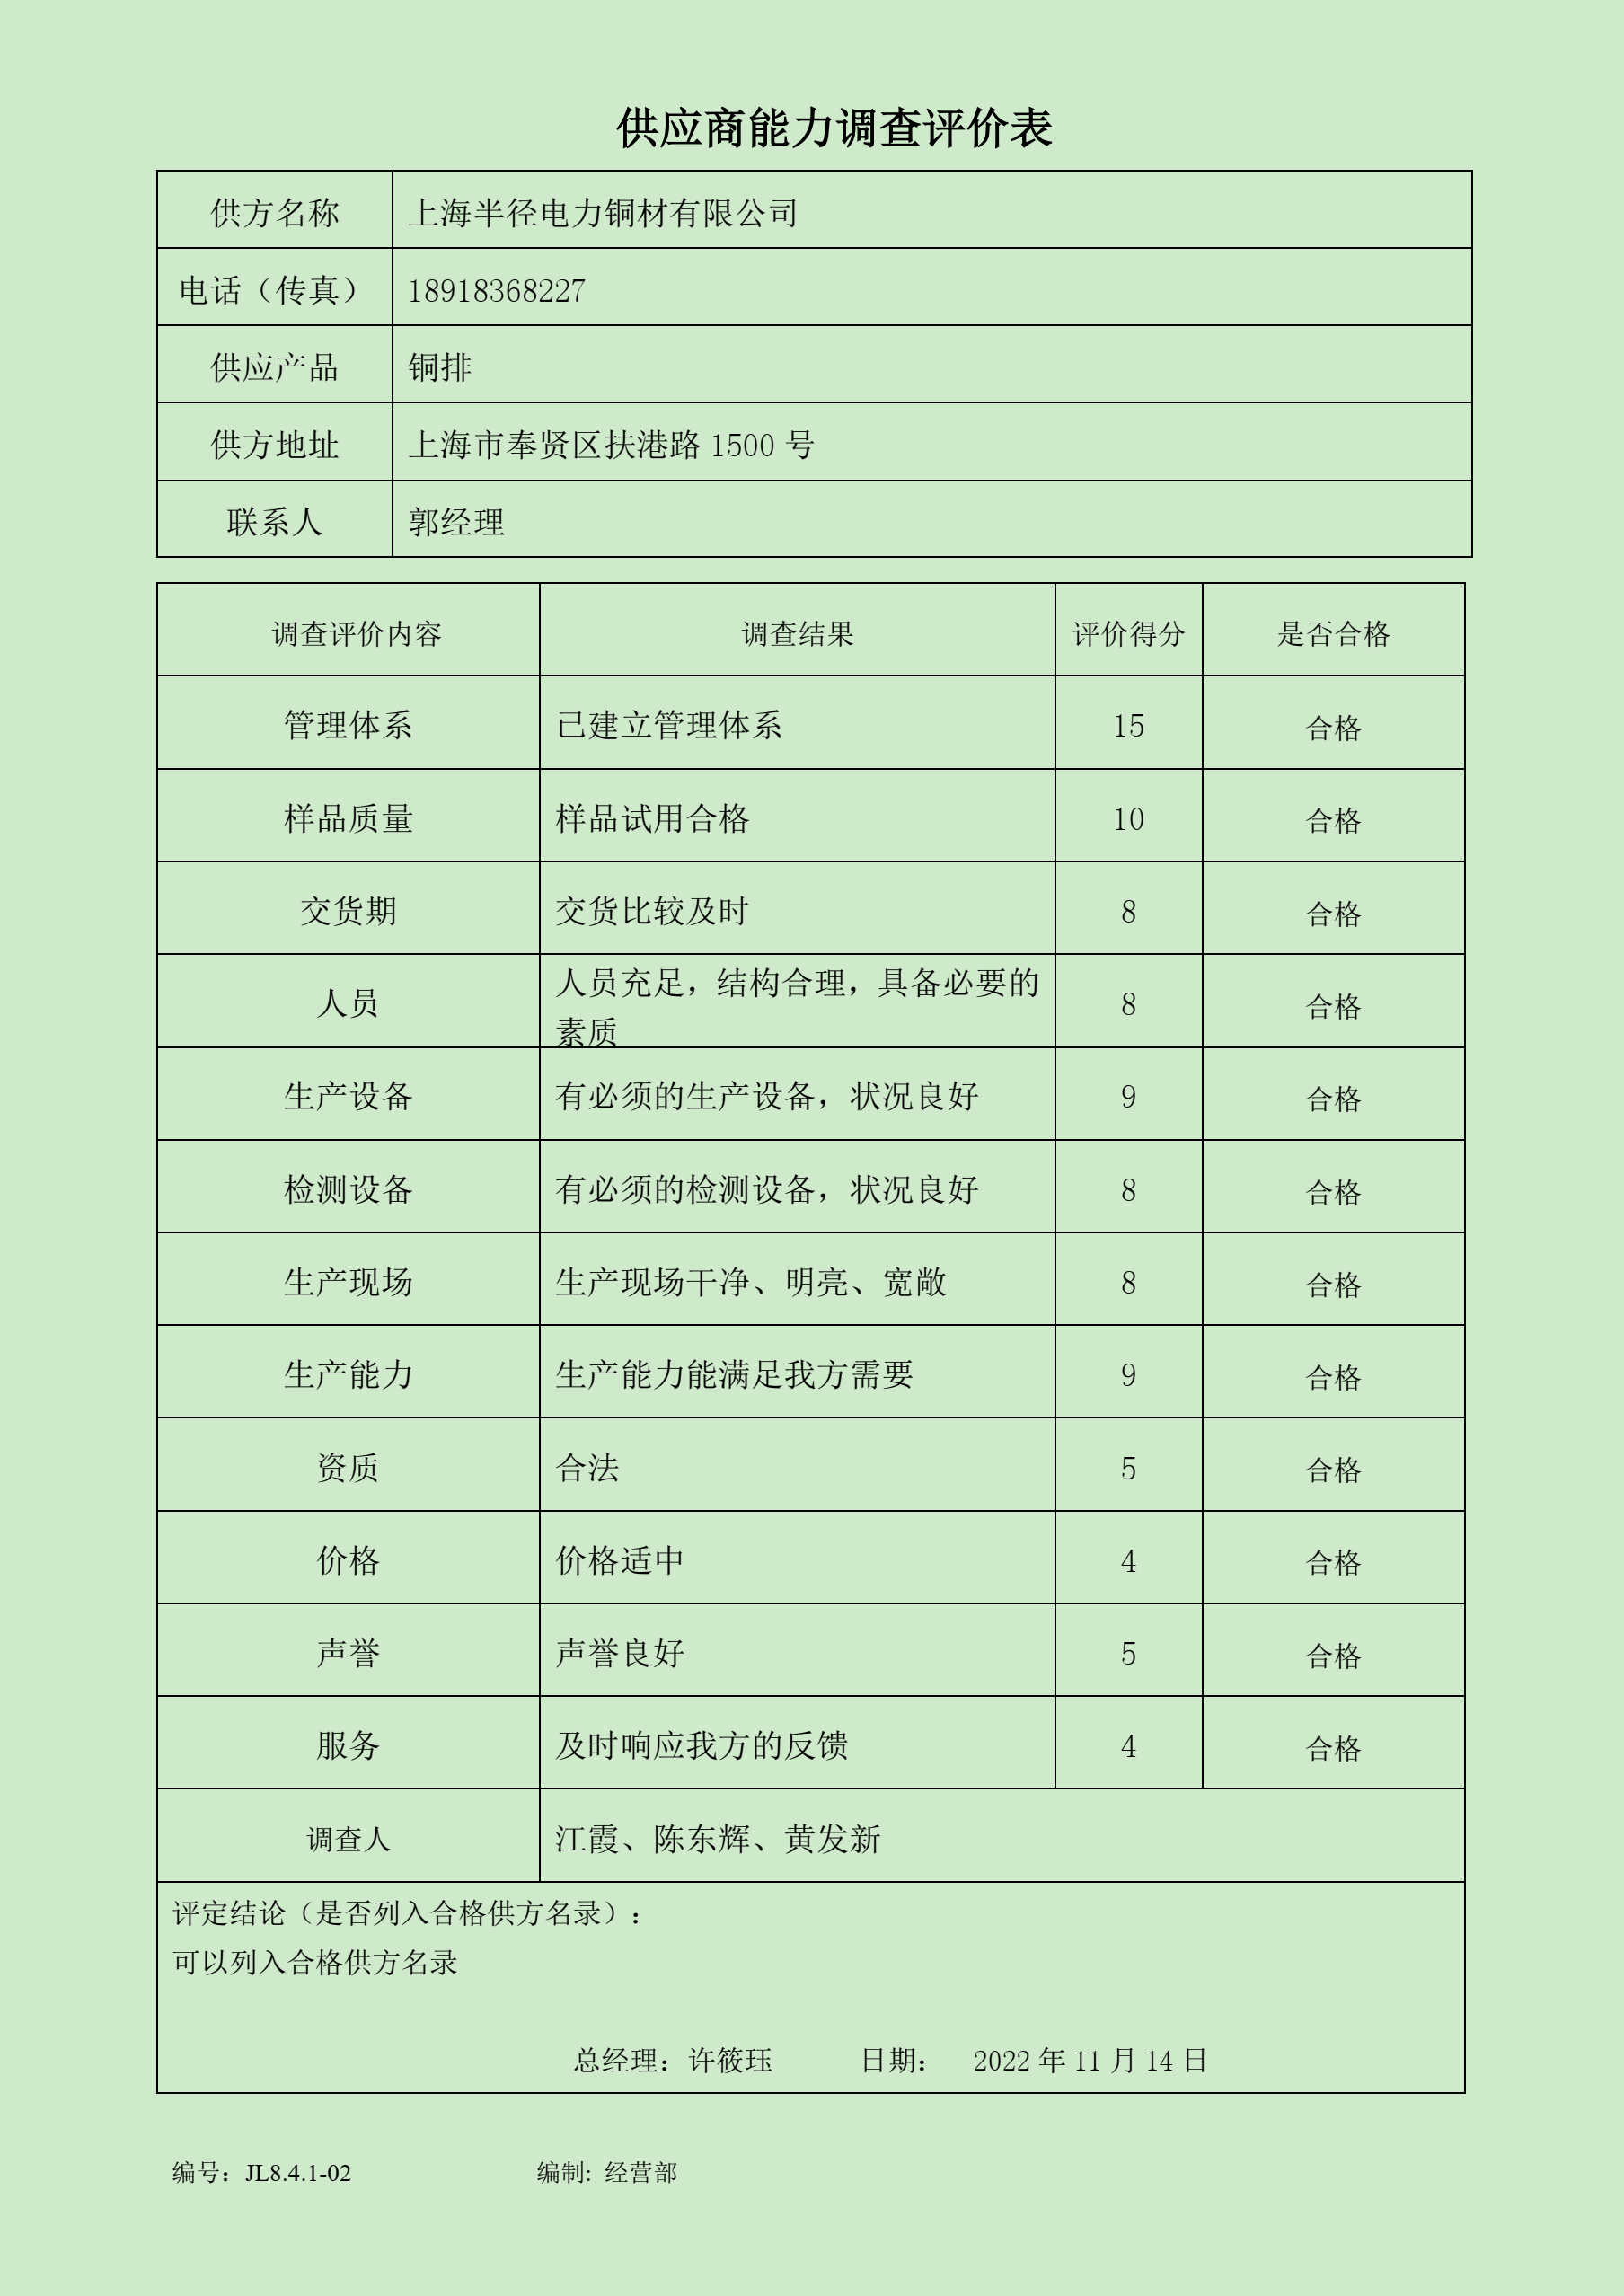 供应商能力调查评价表
供方名称 上海半径电力铜材有限公司
电话（传真） 18918368227
供应产品 铜排
供方地址 上海市奉贤区扶港路 1500 号
联系人 郭经理
调查评价内容 调查结果 评价得分 是否合格
管理体系 已建立管理体系 15 合格
样品质量 样品试用合格 10 合格
交货期 交货比较及时 8 合格
人员 人员充足，结构合理，具备必要的 8 合格
素质
生产设备 有必须的生产设备，状况良好 9 合格
检测设备 有必须的检测设备，状况良好 8 合格
生产现场 生产现场干净、明亮、宽敞 8 合格
生产能力 生产能力能满足我方需要 9 合格
资质 合法 5 合格
价格 价格适中 4 合格
声誉 声誉良好 5 合格
服务 及时响应我方的反馈 4 合格
调查人 江霞、陈东辉、黄发新
评定结论（是否列入合格供方名录）：
可以列入合格供方名录
总经理：许筱珏 日期： 2022 年 11 月 14 日
编号：JL8.4.1-02 编制: 经营部